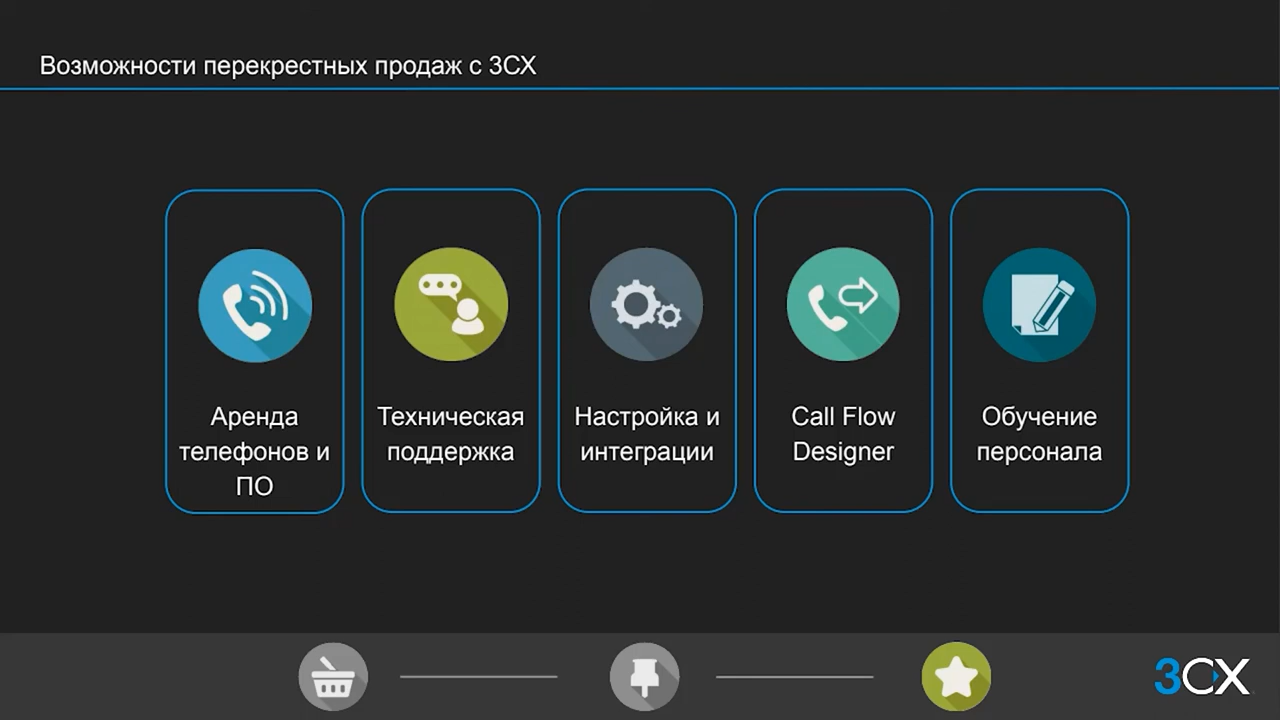 Возможности перекрестных продаж с 3CX
Аренда
телефонов и
ПО
Техническая
поддержка
Настройка и
интеграции
Call Flow
Designer
Обучение
персонала
3CX